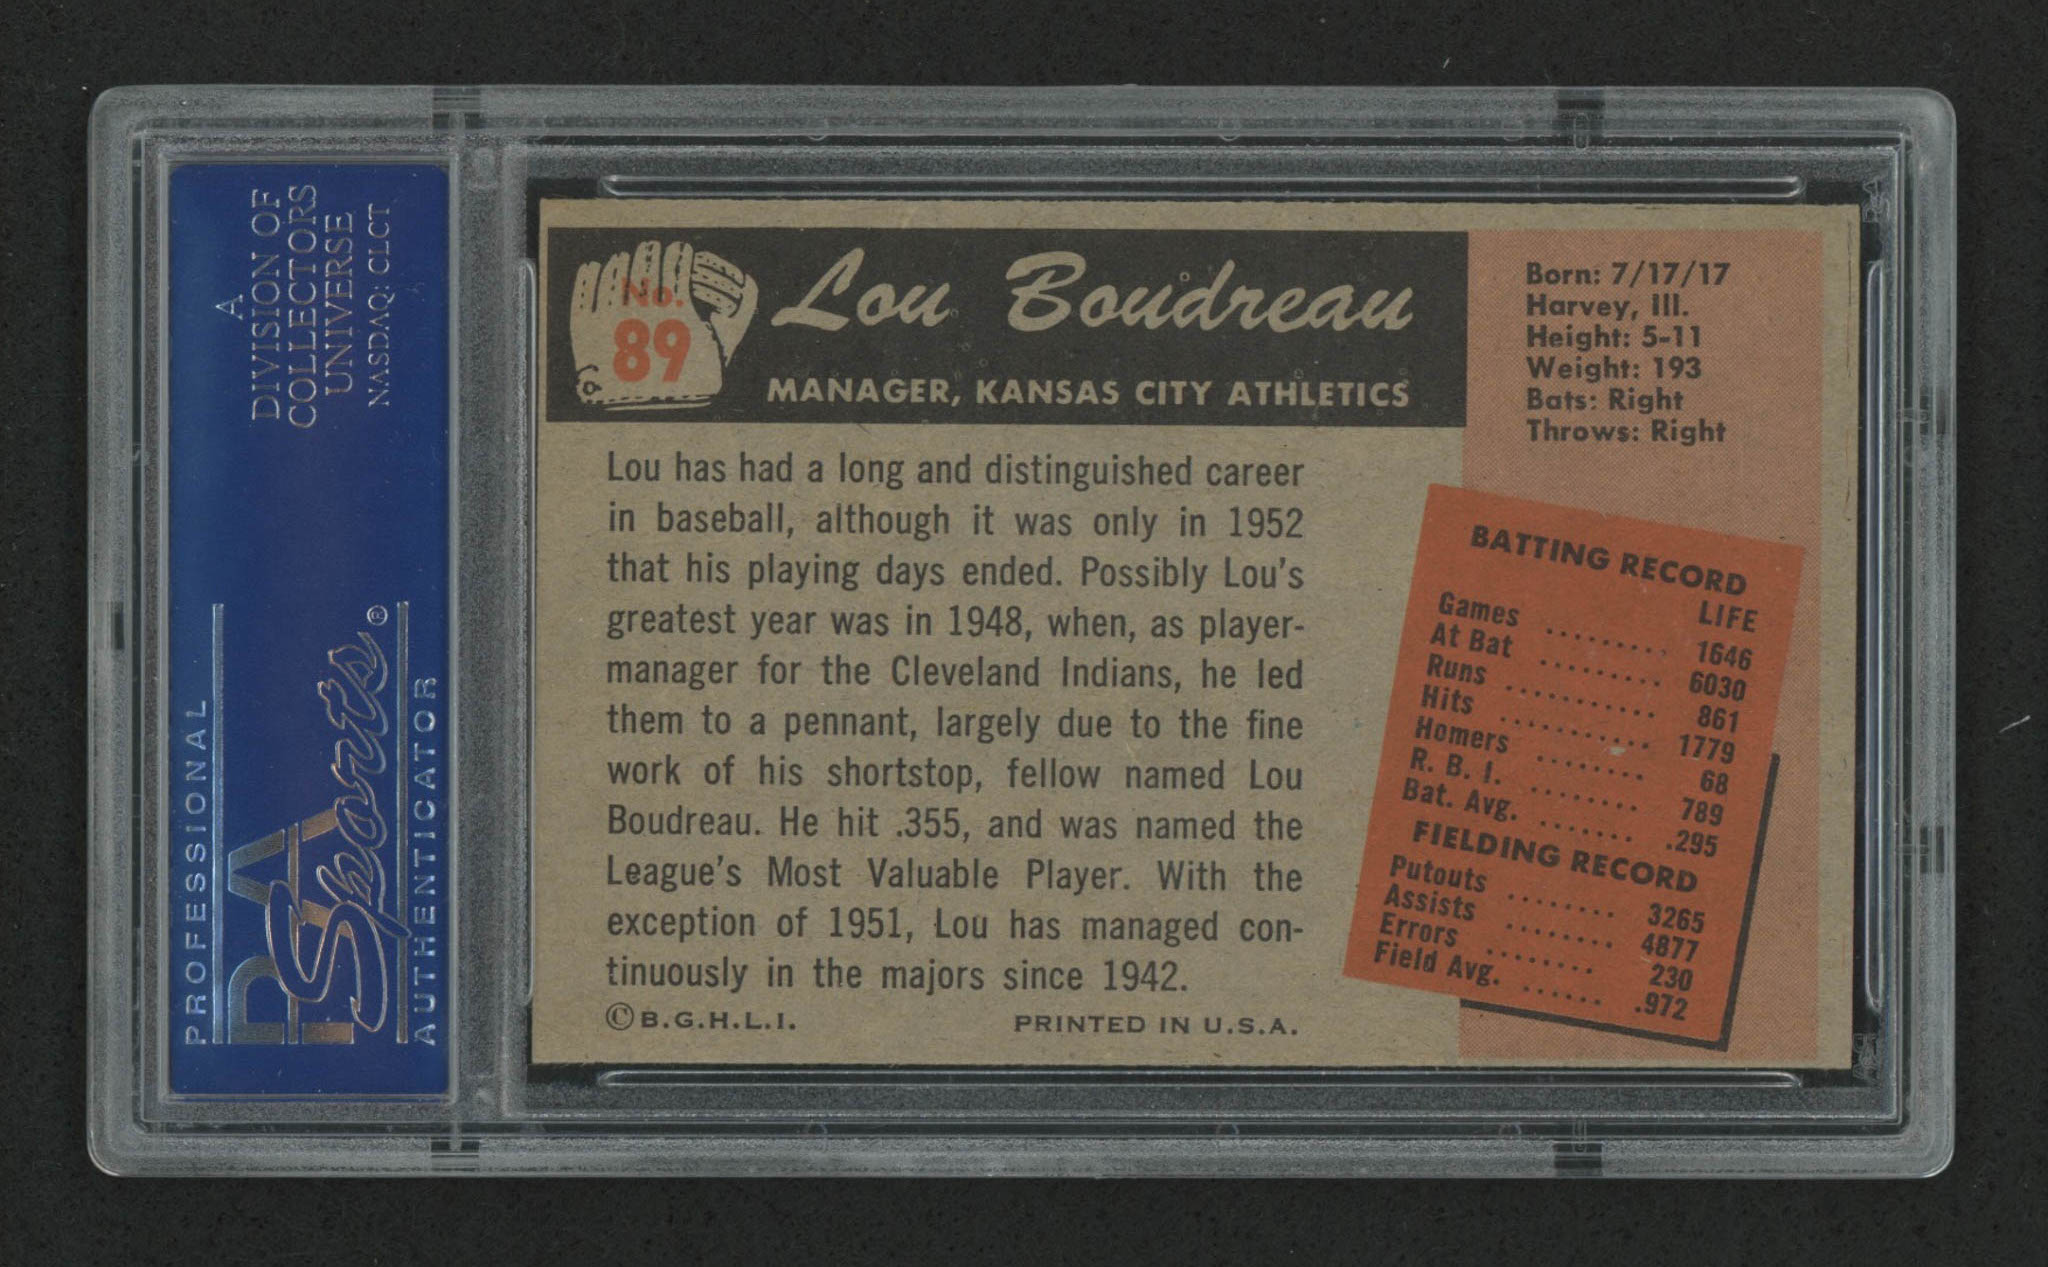 A
DIVISION OF
COLLECTORS
UNIVERSE
NASDAQ: CLCT
PROFESSIONAL
PSA
Sports®
AUTHENTICATOR
No.
89
Lou Boudreau
MANAGER, KANSAS CITY ATHLETICS
Born: 7/17/17
Harvey, Ill.
Height: 5-11
Weight: 193
Bats: Right
Throws: Right
Lou has had a long and distinguished career
in baseball, although it was only in 1952
that his playing days ended. Possibly Lou's
greatest year was in 1948, when, as player-
manager for the Cleveland Indians, he led
them to a pennant, largely due to the fine
work of his shortstop, fellow named Lou
Boudreau. He hit .355, and was named the
League's Most Valuable Player. With the
exception of 1951, Lou has managed con-
tinuously in the majors since 1942.
©B.G.H.L.I. PRINTED IN U.S.A.
BATTING RECORD
LIFE
Games ........ 1646
At Bat ........ 6030
Runs .......... 861
Hits .......... 1779
Homers ........ 68
R. B. I. ........ 789
Bat. Avg. ....... .295
FIELDING RECORD
Putouts ........ 3265
Assists ........ 4877
Errors ........ 230
Field Avg. ...... .972